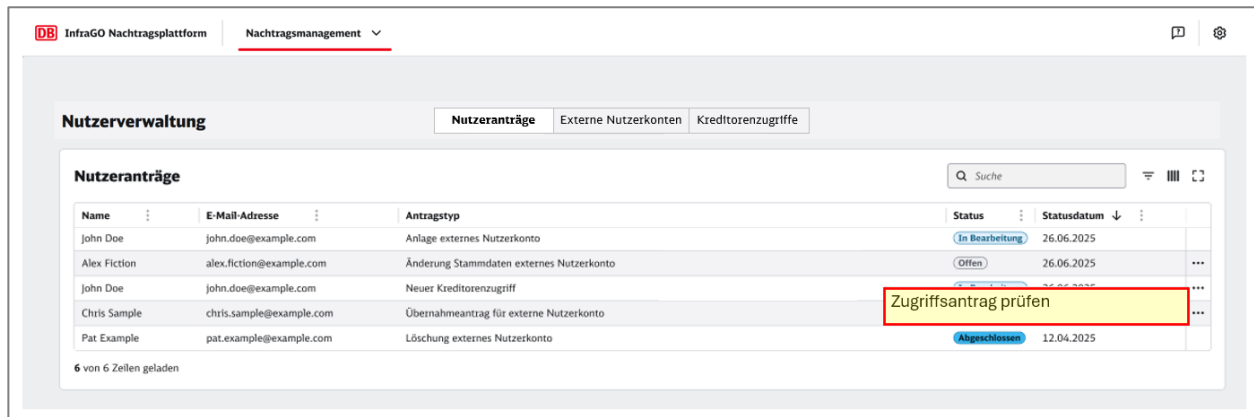 DB InfraGO Nachtragsplattform Nachtragsmanagement
Nutzerverwaltung Nutzeranträge Externe Nutzerkonten Kreditorenzugriffe
Nutzeranträge Suche
Name E-Mail-Adresse Antragstyp Status Statusdatum
John Doe john.doe@example.com Anlage externes Nutzerkonto In Bearbeitung 26.06.2025
Alex Fiction alex.fiction@example.com Änderung Stammdaten externes Nutzerkonto Offen 26.06.2025
John Doe john.doe@example.com Neuer Kreditorenzugriff
Zugriffsantrag prüfen
Chris Sample chris.sample@example.com Übernahmeantrag für externe Nutzerkonto
Pat Example pat.example@example.com Löschung externes Nutzerkonto Abgeschlossen 12.04.2025
6 von 6 Zeilen geladen